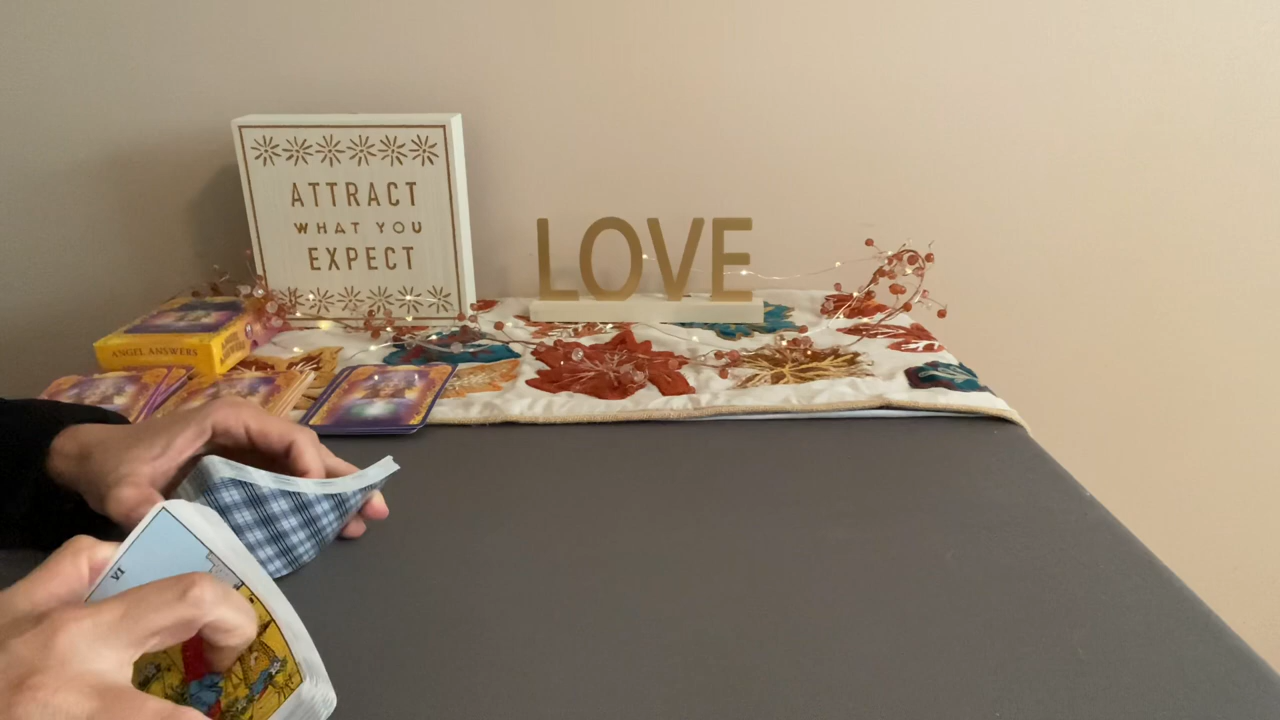 ATTRACT
WHAT YOU
EXPECT
LOVE
ANGEL ANSWERS
VI